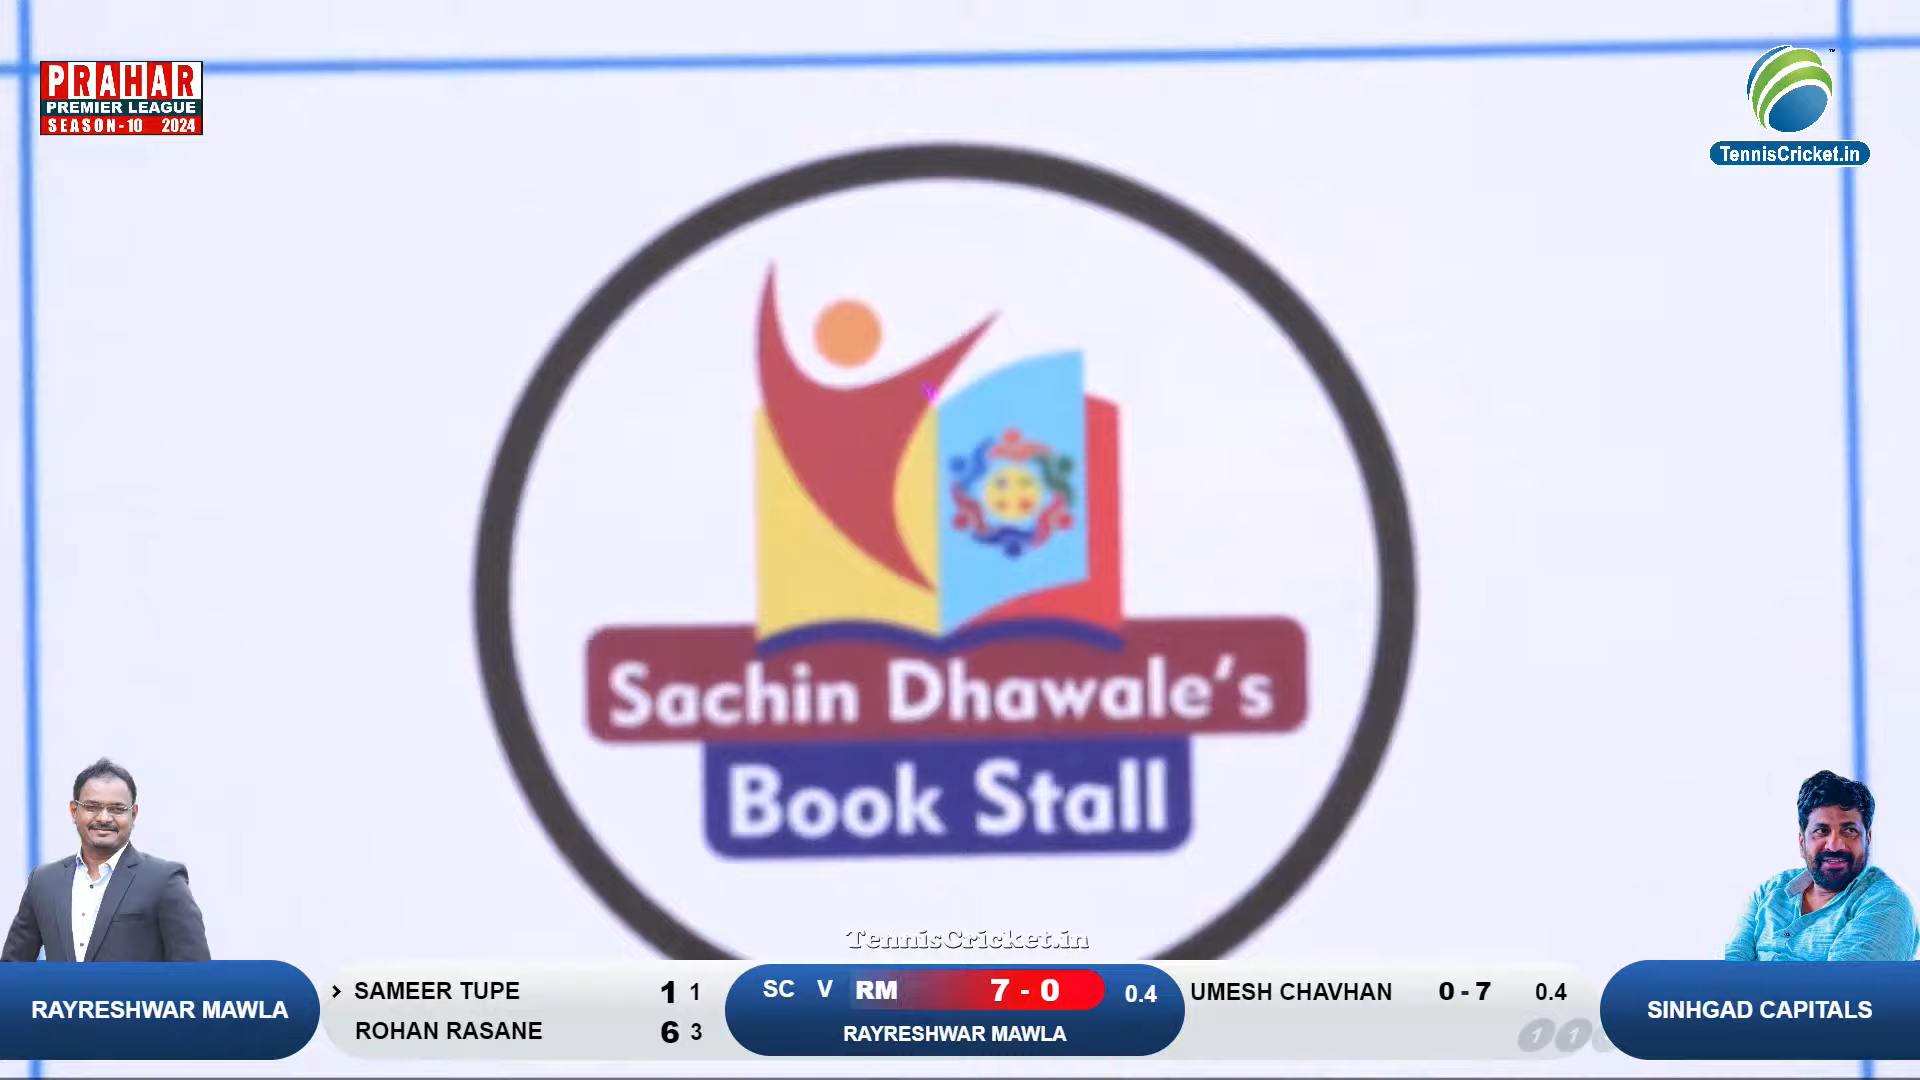 PRAHAR
PREMIER LEAGUE
SEASON-10 2024
TennisCricket.in
Sachin Dhawale's
Book Stall
TennisCricket.in
RAYRESHWAR MAWLA
SAMEER TUPE 1 1
ROHAN RASANE 6 3
SC V RM 7 - 0 0.4
RAYRESHWAR MAWLA
UMESH CHAVHAN 0 - 7 0.4
1 1
SINHGAD CAPITALS